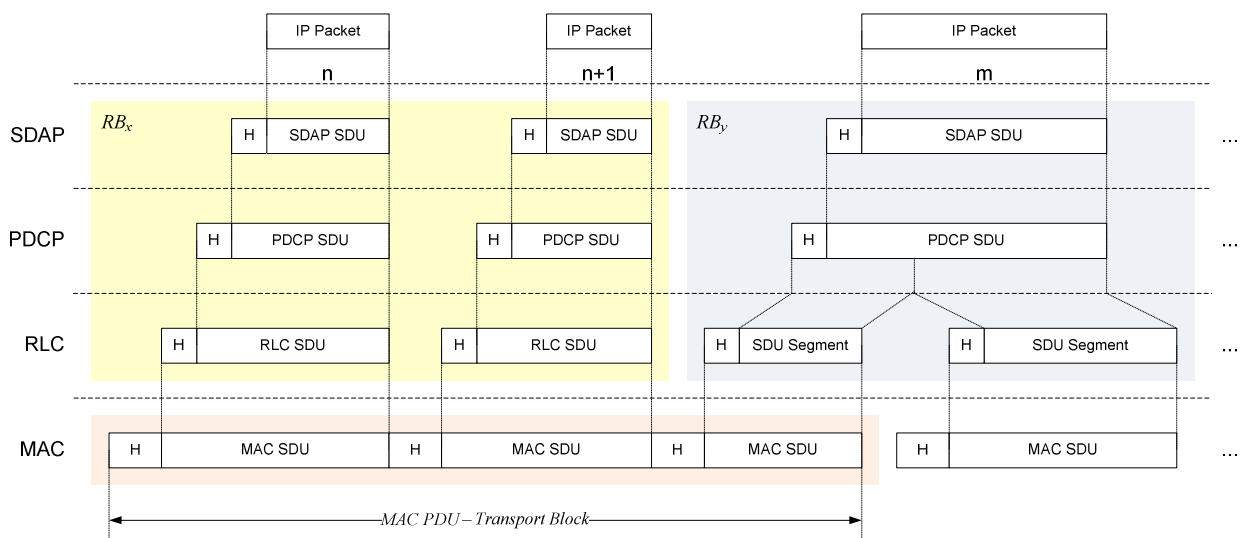 IP Packet IP Packet IP Packet
n n+1 m
RBx RBy
SDAP H SDAP SDU H SDAP SDU H SDAP SDU ...
PDCP H PDCP SDU H PDCP SDU H PDCP SDU ...
RLC H RLC SDU H RLC SDU H SDU Segment H SDU Segment ...
MAC H MAC SDU H MAC SDU H MAC SDU H MAC SDU ...
MAC PDU – Transport Block